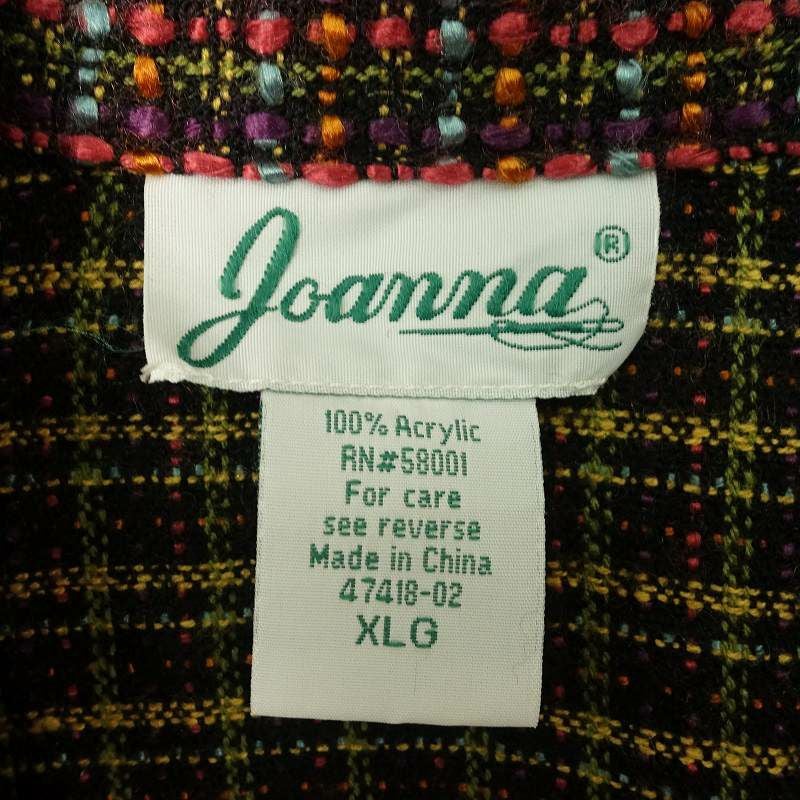 Joanna ®
100% Acrylic
RN#58001
For care
see reverse
Made in China
47418-02
XLG